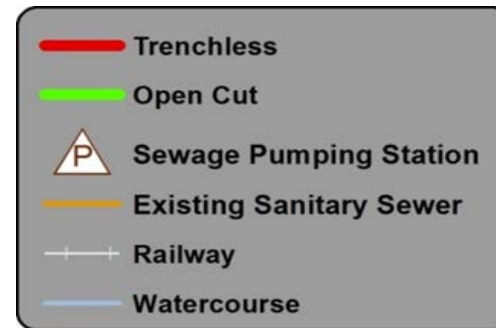 Trenchless
Open Cut
P Sewage Pumping Station
Existing Sanitary Sewer
Railway
Watercourse